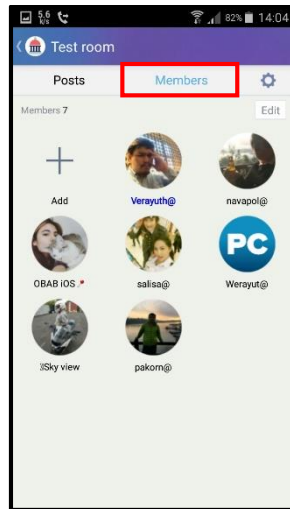 5.6 K/s 82% 14:04
Test room
Posts Members
Members 7 Edit
Add Verayuth@ navapol@
OBAB iOS salisa@ PC Werayut@
Sky view pakorn@